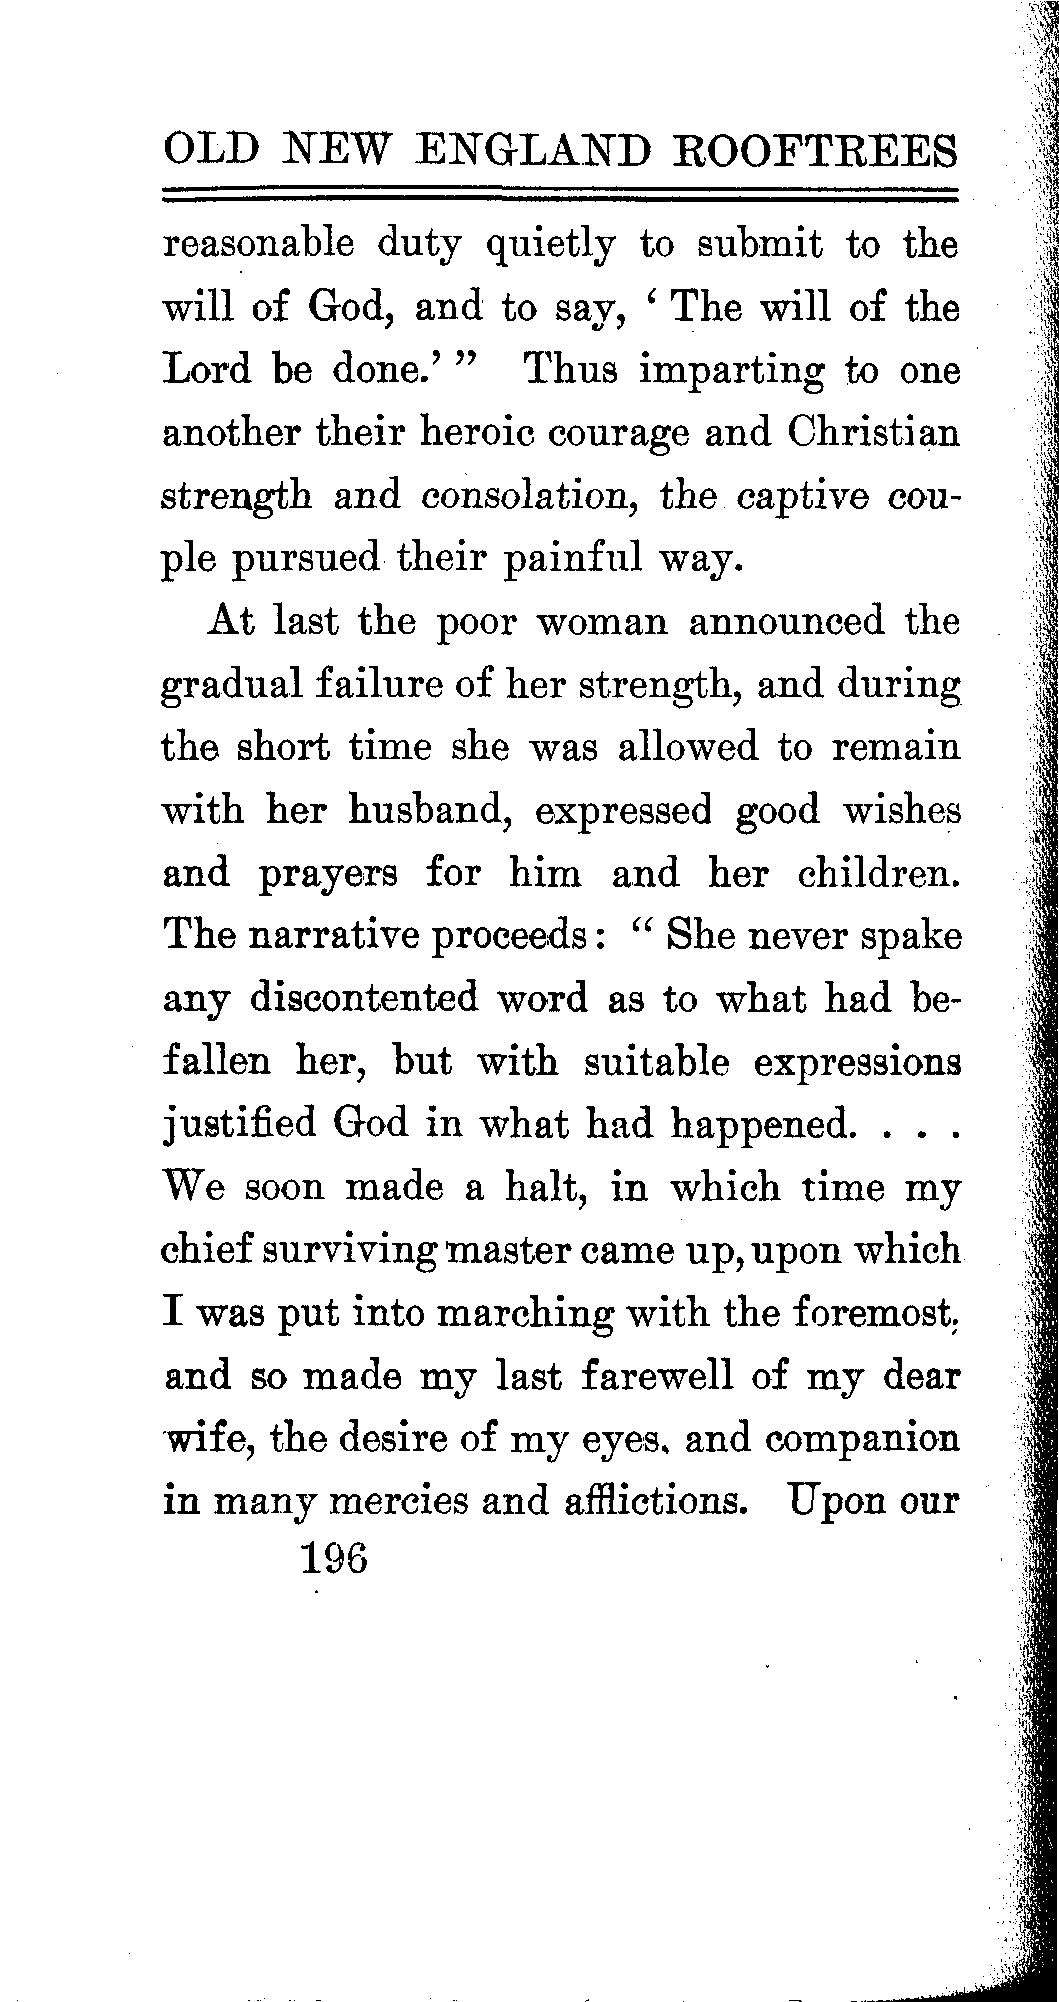 OLD NEW ENGLAND ROOFTREES
reasonable duty quietly to submit to the
will of God, and to say, ‘ The will of the
Lord be done.’ ” Thus imparting to one
another their heroic courage and Christian
strength and consolation, the captive cou-
ple pursued their painful way.
At last the poor woman announced the
gradual failure of her strength, and during
the short time she was allowed to remain
with her husband, expressed good wishes
and prayers for him and her children.
The narrative proceeds: “ She never spake
any discontented word as to what had be-
fallen her, but with suitable expressions
justified God in what had happened. . . .
We soon made a halt, in which time my
chief surviving master came up, upon which
I was put into marching with the foremost,
and so made my last farewell of my dear
wife, the desire of my eyes, and companion
in many mercies and afflictions. Upon our
196